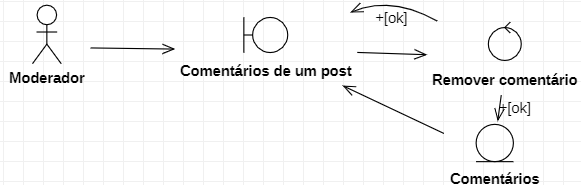 +[ok]
Moderador
Comentários de um post
Remover comentário
+[ok]
Comentários